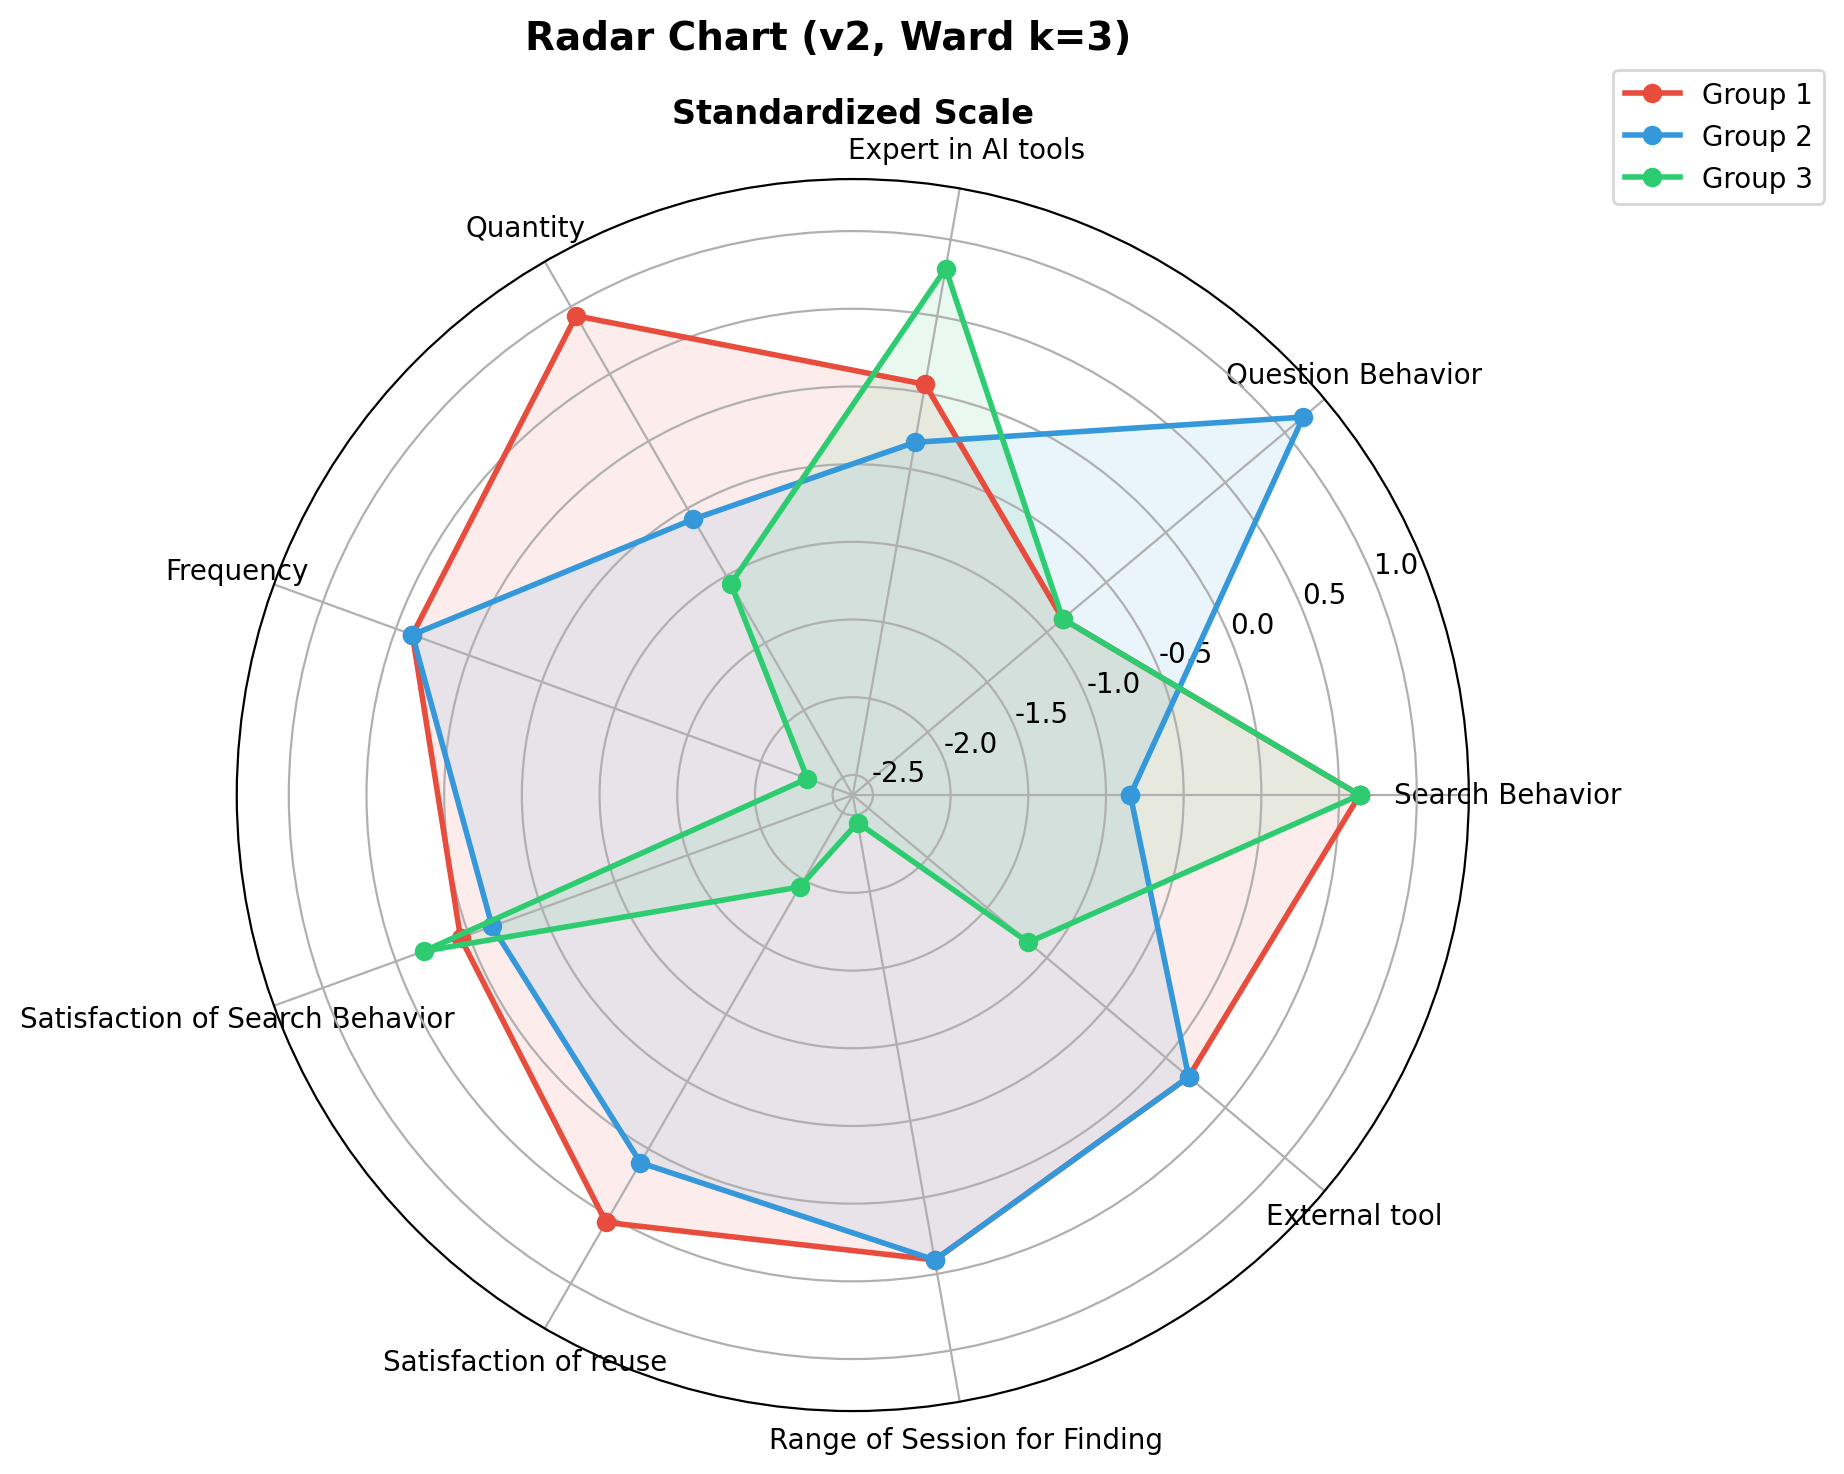 Radar Chart (v2, Ward k=3)
Standardized Scale
Group 1
Group 2
Group 3
Expert in AI tools
Quantity
Question Behavior
Frequency
1.0
0.5
0.0
-0.5
-1.0
-1.5
-2.0
-2.5
Search Behavior
Satisfaction of Search Behavior
External tool
Satisfaction of reuse
Range of Session for Finding